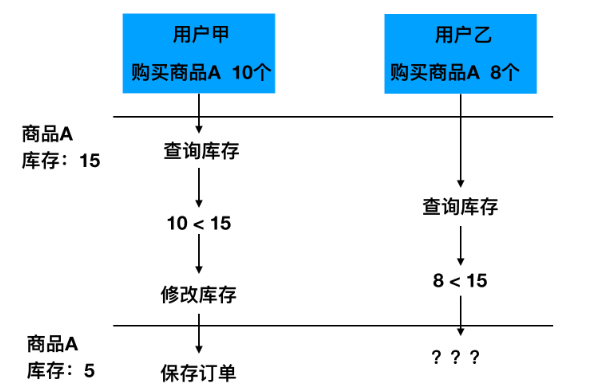 用户甲
购买商品A 10个
用户乙
购买商品A 8个
商品A
库存：15
查询库存
查询库存
10 < 15
8 < 15
修改库存
商品A
库存：5
保存订单
？？？